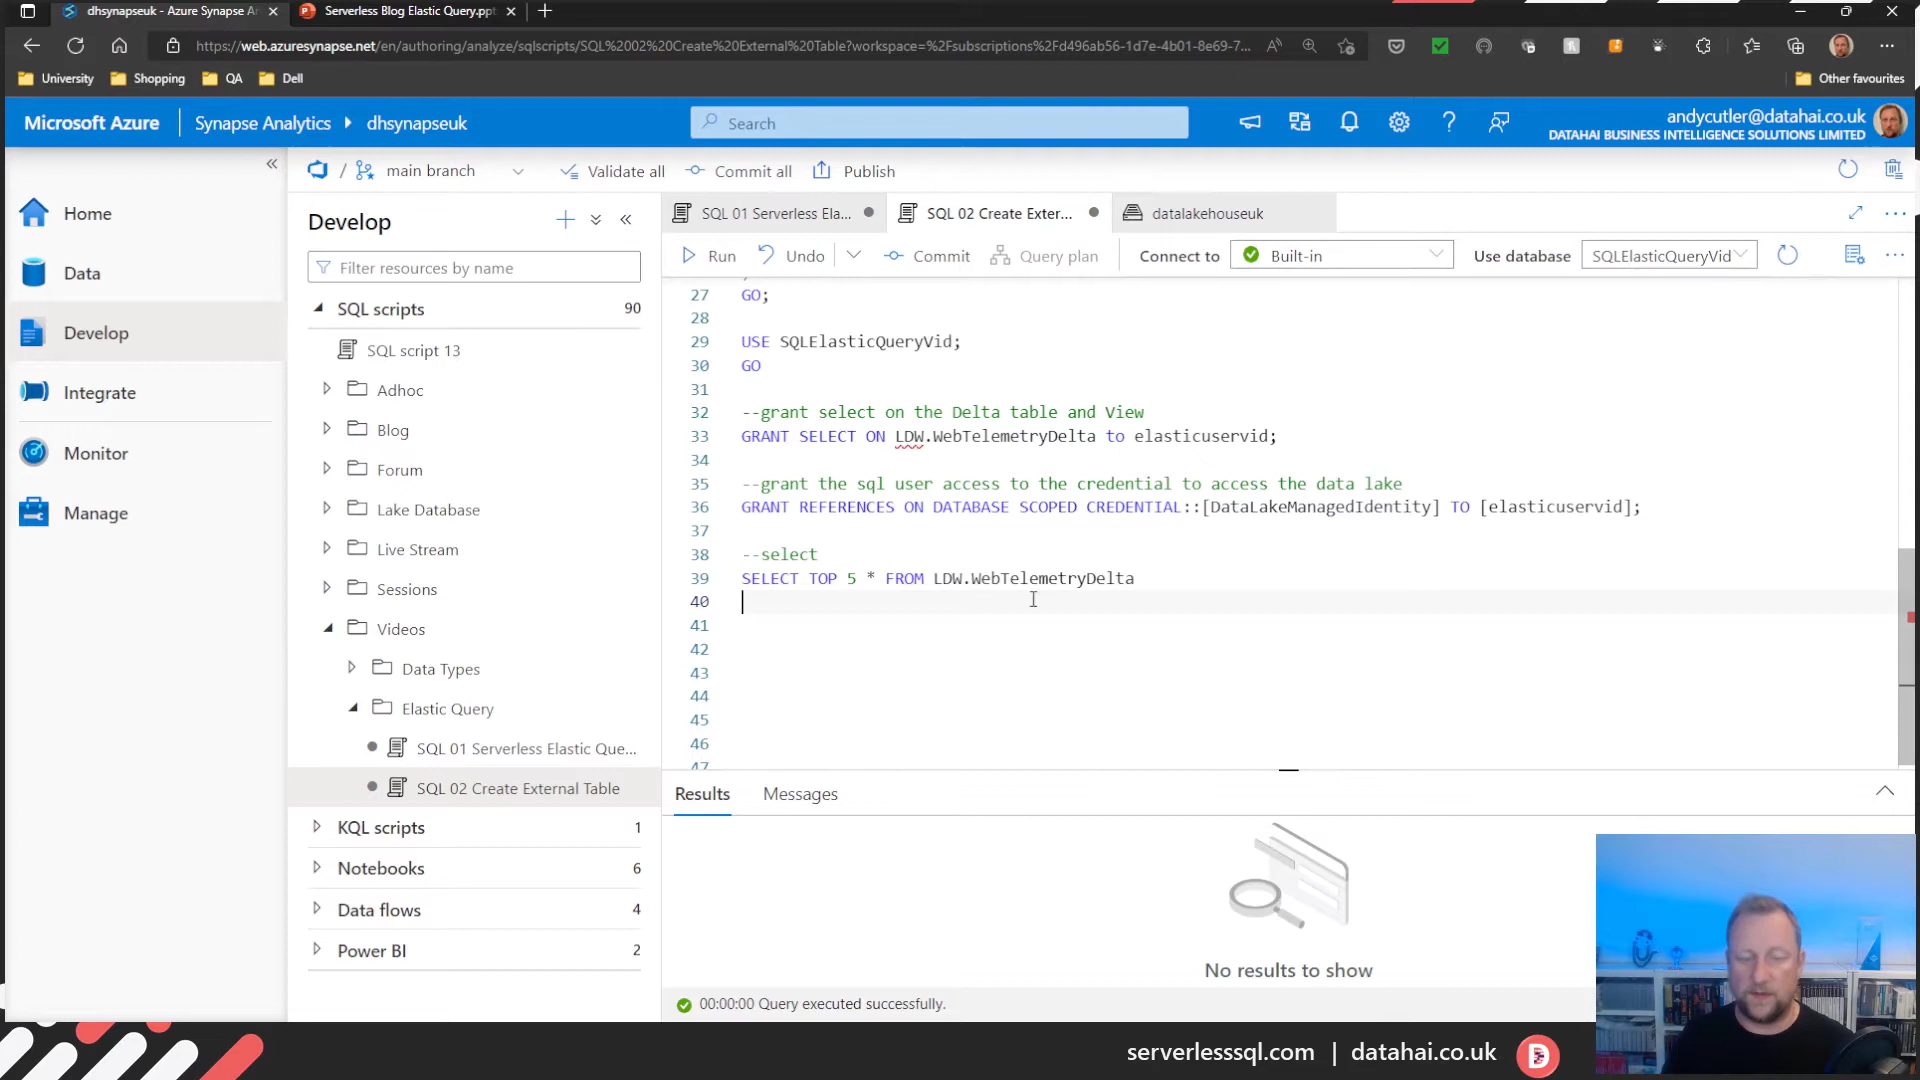 dhsynapseuk - Azure Synapse An
Serverless Blog Elastic Query.ppt
https://web.azuresynapse.net/en/authoring/analyze/sqlscripts/SQL%2002%20Create%20External%20Table?workspace=%2Fsubscriptions%2Fd496ab56-1d7e-4b01-8e69-7...
University
Shopping
QA
Dell
Other favourites
Microsoft Azure
Synapse Analytics
dhsynapseuk
Search
andycutler@datahai.co.uk
DATAHAI BUSINESS INTELLIGENCE SOLUTIONS LIMITED
Home
Data
Develop
Integrate
Monitor
Manage
/ main branch
Validate all
Commit all
Publish
Develop
Filter resources by name
SQL scripts 90
SQL script 13
Adhoc
Blog
Forum
Lake Database
Live Stream
Sessions
Videos
Data Types
Elastic Query
SQL 01 Serverless Elastic Que...
SQL 02 Create External Table
KQL scripts 1
Notebooks 6
Data flows 4
Power BI 2
SQL 01 Serverless Ela...
SQL 02 Create Exter...
datalakehouseuk
Run
Undo
Commit
Query plan
Connect to
Built-in
Use database
SQLElasticQueryVid
27 GO;
28
29 USE SQLElasticQueryVid;
30 GO
31
32 --grant select on the Delta table and View
33 GRANT SELECT ON LDW.WebTelemetryDelta to elasticuservid;
34
35 --grant the sql user access to the credential to access the data lake
36 GRANT REFERENCES ON DATABASE SCOPED CREDENTIAL::[DataLakeManagedIdentity] TO [elasticuservid];
37
38 --select
39 SELECT TOP 5 * FROM LDW.WebTelemetryDelta
40
41
42
43
44
45
46
47
Results
Messages
No results to show
00:00:00 Query executed successfully.
serverlesssql.com | datahai.co.uk